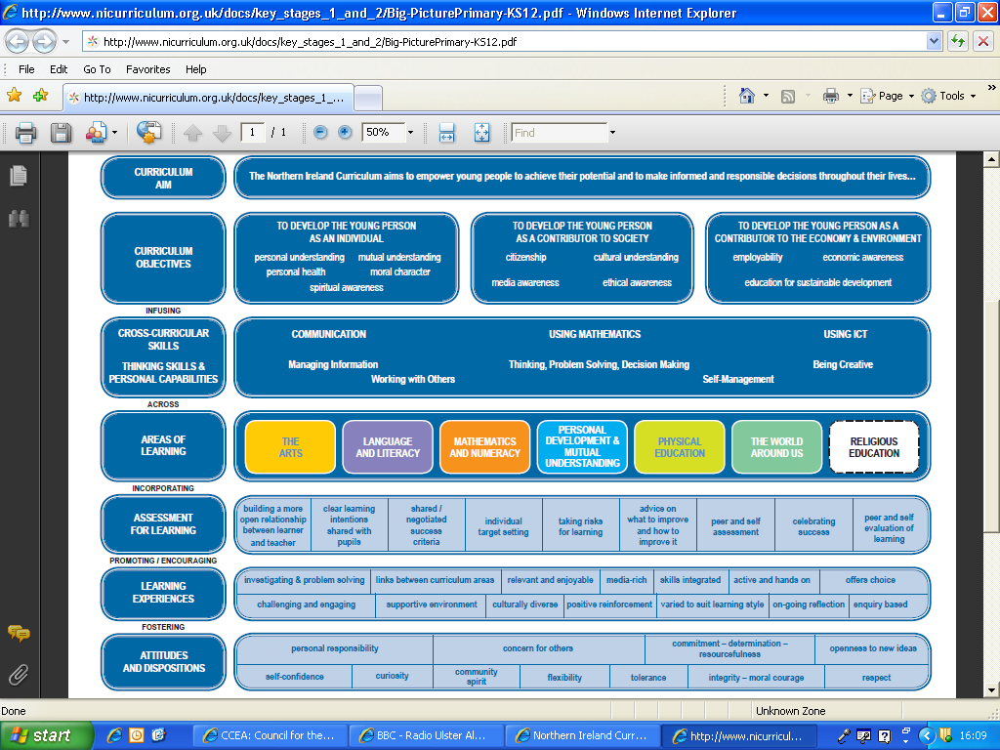 http://www.nicurriculum.org.uk/docs/key_stages_1_and_2/Big-PicturePrimary-KS12.pdf - Windows Internet Explorer
http://www.nicurriculum.org.uk/docs/key_stages_1_and_2/Big-PicturePrimary-KS12.pdf
File Edit Go To Favorites Help
http://www.nicurriculum.org.uk/docs/key_stages_1_... Page Tools »
1 / 1 50% Find
CURRICULUM
AIM
The Northern Ireland Curriculum aims to empower young people to achieve their potential and to make informed and responsible decisions throughout their lives...
CURRICULUM
OBJECTIVES
TO DEVELOP THE YOUNG PERSON
AS AN INDIVIDUAL
personal understanding mutual understanding
personal health moral character
spiritual awareness
TO DEVELOP THE YOUNG PERSON
AS A CONTRIBUTOR TO SOCIETY
citizenship cultural understanding
media awareness ethical awareness
TO DEVELOP THE YOUNG PERSON AS A
CONTRIBUTOR TO THE ECONOMY & ENVIRONMENT
employability economic awareness
education for sustainable development
INFUSING
CROSS-CURRICULAR
SKILLS
THINKING SKILLS &
PERSONAL CAPABILITIES
COMMUNICATION USING MATHEMATICS USING ICT
Managing Information Thinking, Problem Solving, Decision Making Being Creative
Working with Others Self-Management
ACROSS
AREAS OF
LEARNING
THE
ARTS
LANGUAGE
AND LITERACY
MATHEMATICS
AND NUMERACY
PERSONAL
DEVELOPMENT &
MUTUAL
UNDERSTANDING
PHYSICAL
EDUCATION
THE WORLD
AROUND US
RELIGIOUS
EDUCATION
INCORPORATING
ASSESSMENT
FOR LEARNING
building a more
open relationship
between learner
and teacher
clear learning
intentions
shared with
pupils
shared /
negotiated
success
criteria
individual
target setting
taking risks
for learning
advice on
what to improve
and how to
improve it
peer and self
assessment
celebrating
success
peer and self
evaluation of
learning
PROMOTING / ENCOURAGING
LEARNING
EXPERIENCES
investigating & problem solving links between curriculum areas relevant and enjoyable media-rich skills integrated active and hands on offers choice
challenging and engaging supportive environment culturally diverse positive reinforcement varied to suit learning style on-going reflection enquiry based
FOSTERING
ATTITUDES
AND DISPOSITIONS
personal responsibility
concern for others
commitment – determination –
resourcefulness
openness to new ideas
self-confidence
curiosity
community
spirit
flexibility
tolerance
integrity – moral courage
respect
Done Unknown Zone
start CCEA: Council for the... BBC - Radio Ulster Al... Northern Ireland Curr... http://www.nicurricul... 16:09